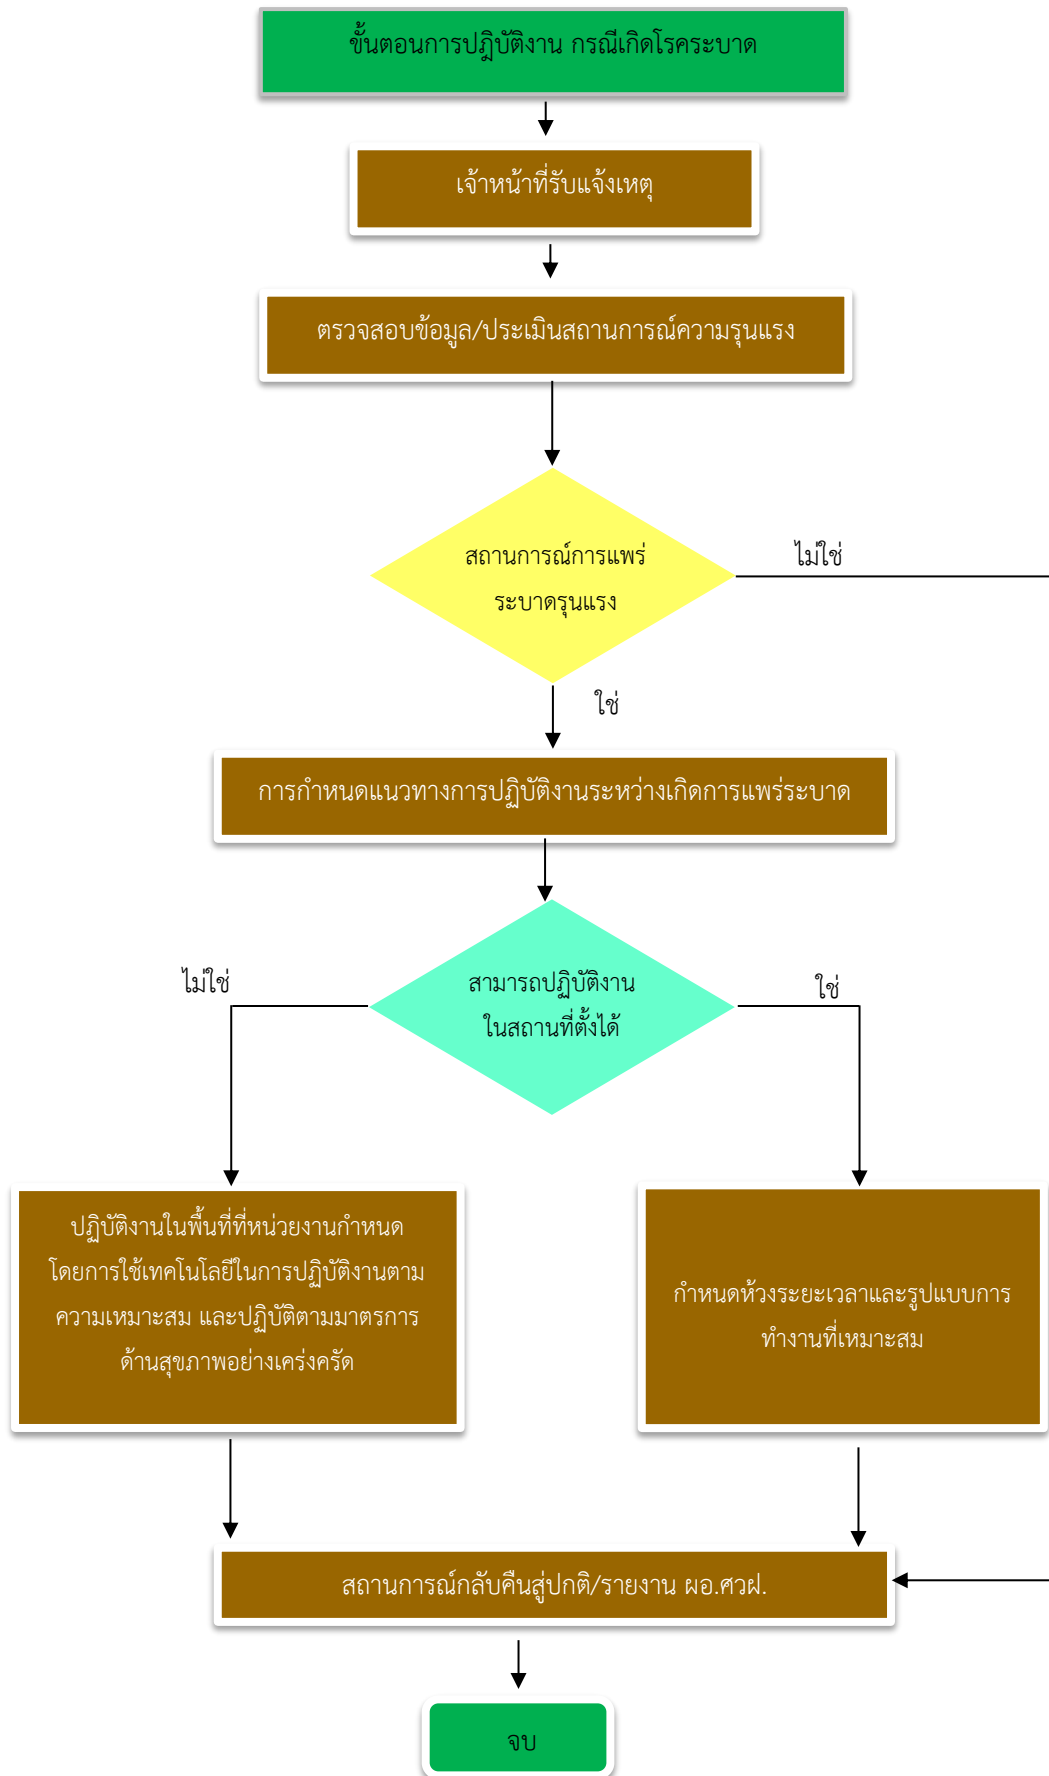 ขั้นตอนการปฏิบัติงาน กรณีเกิดโรคระบาด
เจ้าหน้าที่รับแจ้งเหตุ
ตรวจสอบข้อมูล/ประเมินสถานการณ์ความรุนแรง
สถานการณ์การแพร่
ระบาดรุนแรง
ไม่ใช่
ใช่
การกำหนดแนวทางการปฏิบัติงานระหว่างเกิดการแพร่ระบาด
ไม่ใช่
สามารถปฏิบัติงาน
ในสถานที่ตั้งได้
ใช่
ปฏิบัติงานในพื้นที่ที่หน่วยงานกำหนด
โดยการใช้เทคโนโลยีในการปฏิบัติงานตาม
ความเหมาะสม และปฏิบัติตามมาตรการ
ด้านสุขภาพอย่างเคร่งครัด
กำหนดห้วงระยะเวลาและรูปแบบการ
ทำงานที่เหมาะสม
สถานการณ์กลับคืนสู่ปกติ/รายงาน ผอ.ศวฝ.
จบ